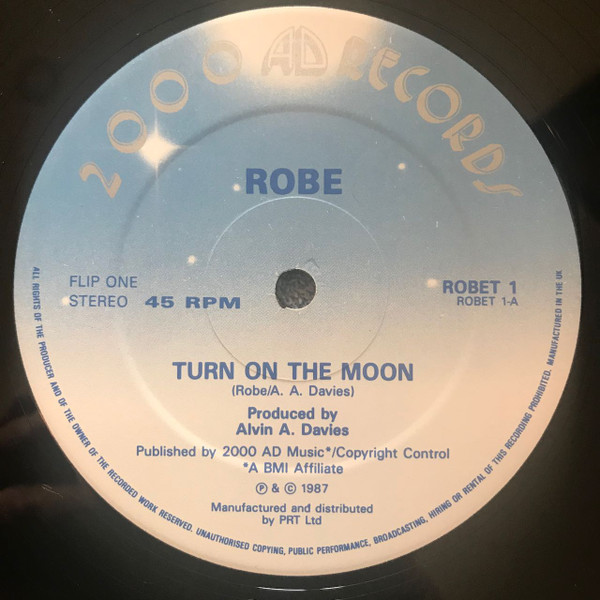 2000 AD RECORDS
ROBE
FLIP ONE
STEREO 45 RPM
ROBET 1
ROBET 1-A
TURN ON THE MOON
(Robe/A. A. Davies)
Produced by
Alvin A. Davies
Published by 2000 AD Music*/Copyright Control
*A BMI Affiliate
℗ & © 1987
Manufactured and distributed
by PRT Ltd
ALL RIGHTS OF THE PRODUCER AND OF THE OWNER OF THE RECORDED WORK RESERVED. UNAUTHORISED COPYING, PUBLIC PERFORMANCE, BROADCASTING, HIRING OR RENTAL OF THIS RECORDING PROHIBITED. MANUFACTURED IN THE UK